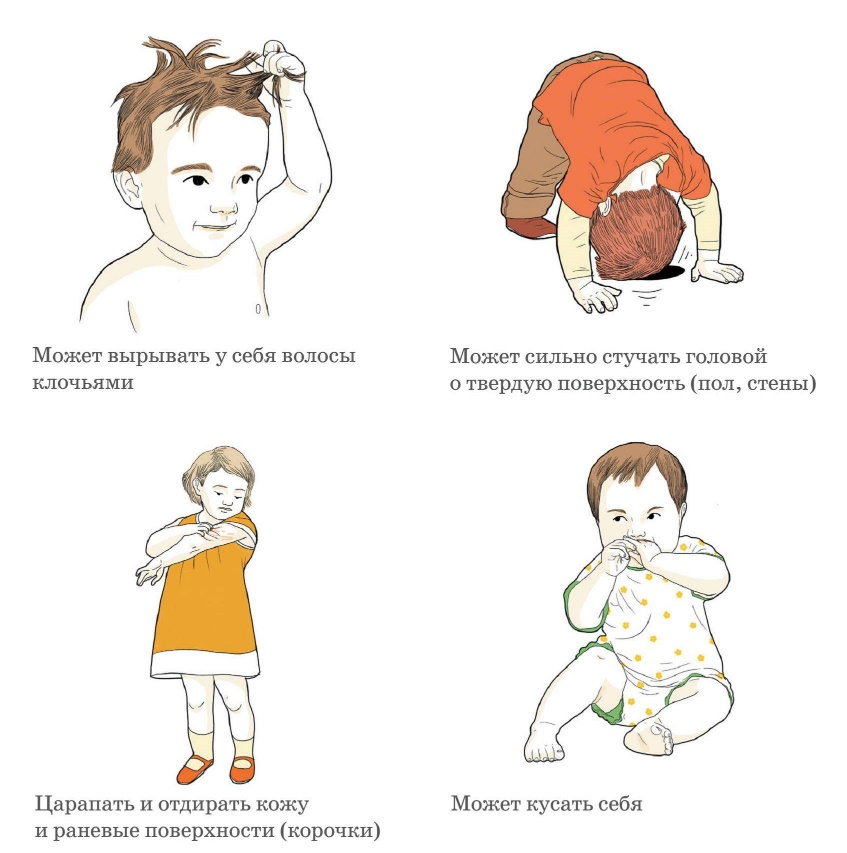 Может вырывать у себя волосы
клочьями
Может сильно стучать головой
о твердую поверхность (пол, стены)
Царапать и отдирать кожу
и раневые поверхности (корочки)
Может кусать себя